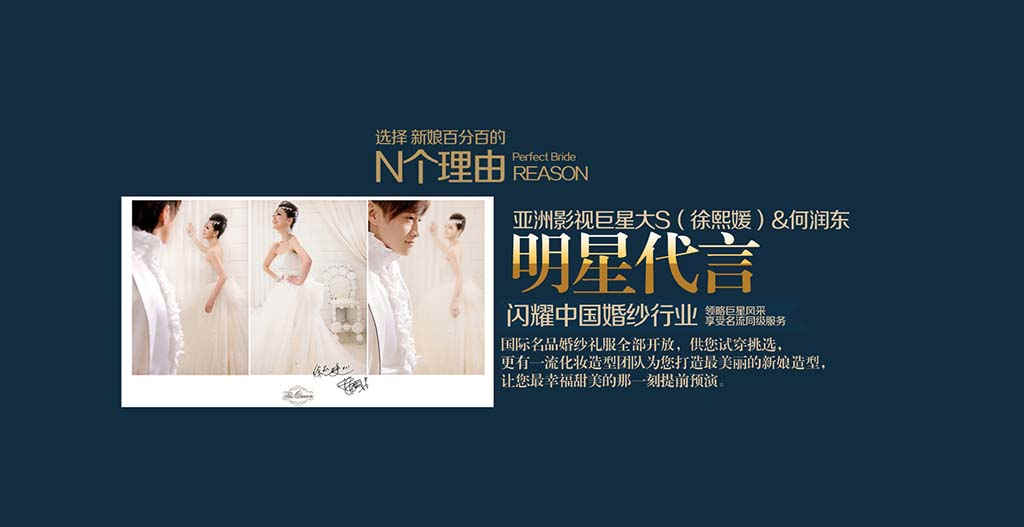 选择 新娘百分百的
N个理由
Perfect Bride
REASON
亚洲影视巨星大S（徐熙媛）&何润东
明星代言
闪耀中国婚纱行业
领略巨星风采
享受名流同级服务
国际名品婚纱礼服全部开放，供您试穿挑选，
更有一流化妆造型团队为您打造最美丽的新娘造型，
让您最幸福甜美的那一刻提前预演。